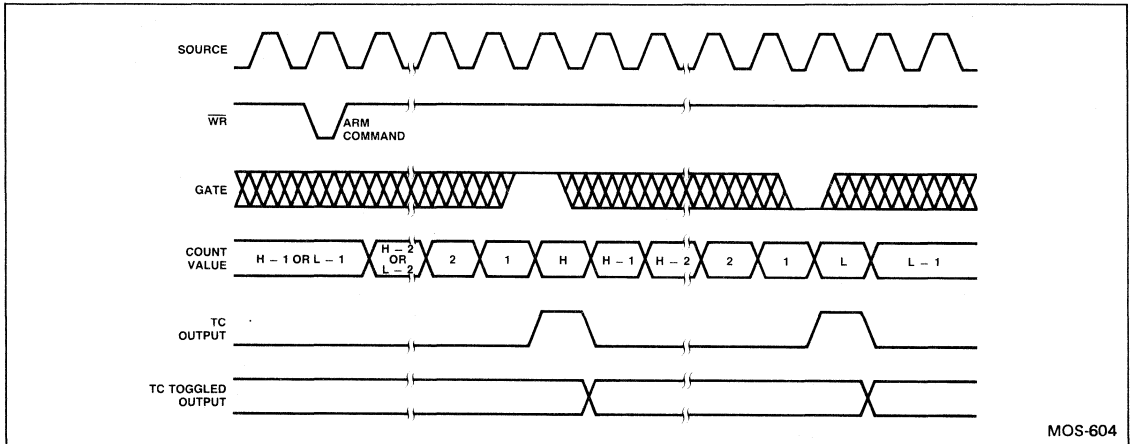 SOURCE
WR
ARM
COMMAND
GATE
COUNT
VALUE
H – 1 OR L – 1
H – 2
OR
L – 2
2
1
H
H – 1
H – 2
2
1
L
L – 1
TC
OUTPUT
TC TOGGLED
OUTPUT
MOS-604